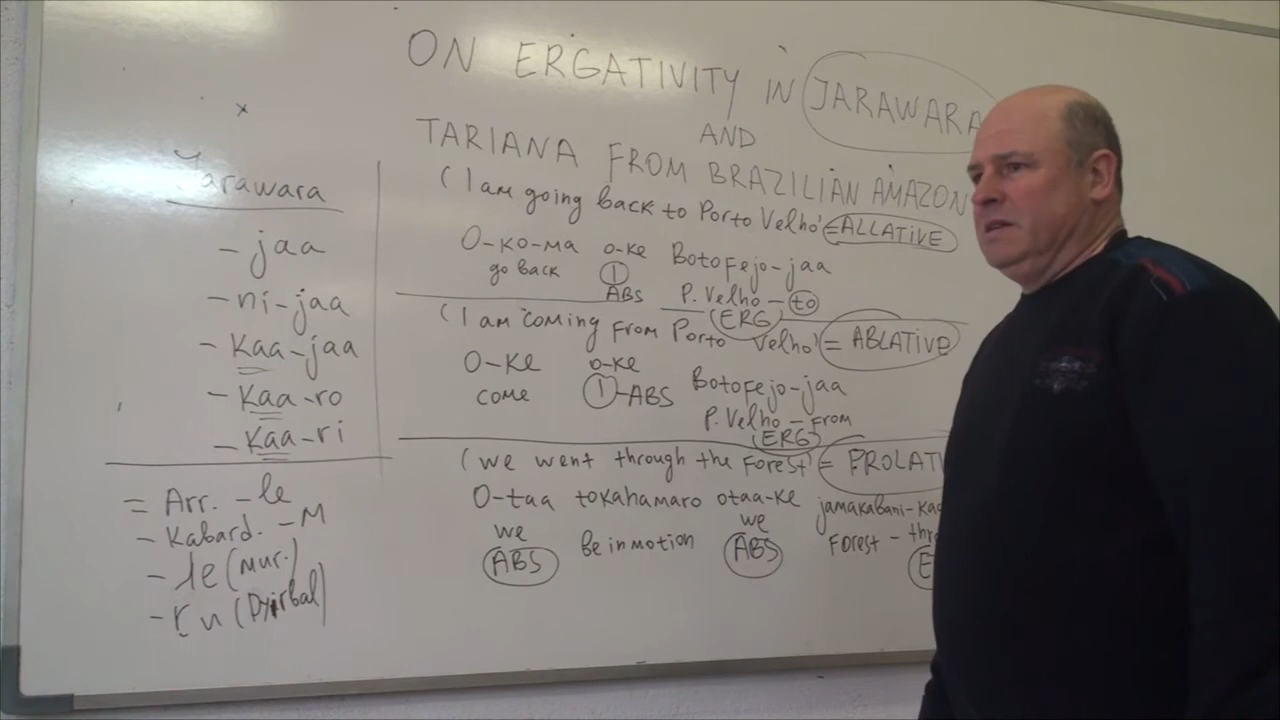 ON ERGATIVITY IN JARAWARA
AND
TARIANA FROM BRAZILIAN AMAZON
Jarawara
- jaa
- ni-jaa
- Kaa-jaa
- Kaa-ro
- Kaa-ri
= Arr. -le
- Kabard. -M
- le (Mur.)
- ru (Dyirbal)
(I am going back to Porto Velho' = ALLATIVE
O-KO-MA o-Ke BotoFejo-jaa
go back 1 P. Velho - to
ABS (ERG)
(I am coming from Porto Velho' = ABLATIVE
O-Ke o-Ke BotoFejo-jaa
come 1-ABS P. Velho - From
(ERG)
(we went through the Forest' = PROLATI
O-taa tokahamaro otaa-Ke jamakabani-Kaa
we be in motion we Forest - thr
ABS ABS E